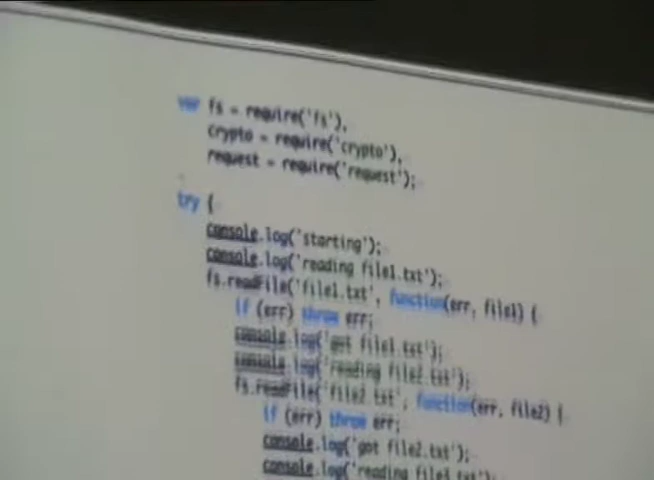 var fs = require('fs'),
crypto = require('crypto'),
request = require('request');
try {
console.log('starting');
console.log('reading file1.txt');
fs.readFile('file1.txt', function(err, file1) {
if (err) throw err;
console.log('got file1.txt');
console.log('reading file2.txt');
fs.readFile('file2.txt', function(err, file2) {
if (err) throw err;
console.log('got file2.txt');
console.log('reading file3.txt');